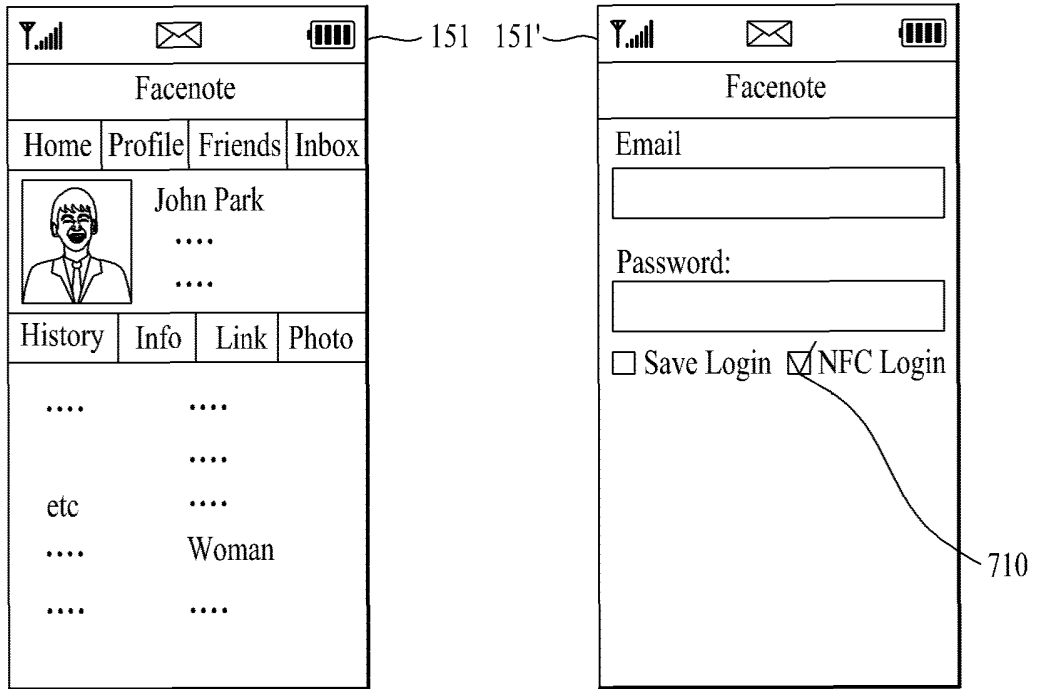 151 151'
Facenote
Home Profile Friends Inbox
John Park
....
....
History Info Link Photo
.... ....
....
etc ....
.... Woman
.... ....
Facenote
Email
Password:
Save Login NFC Login
710